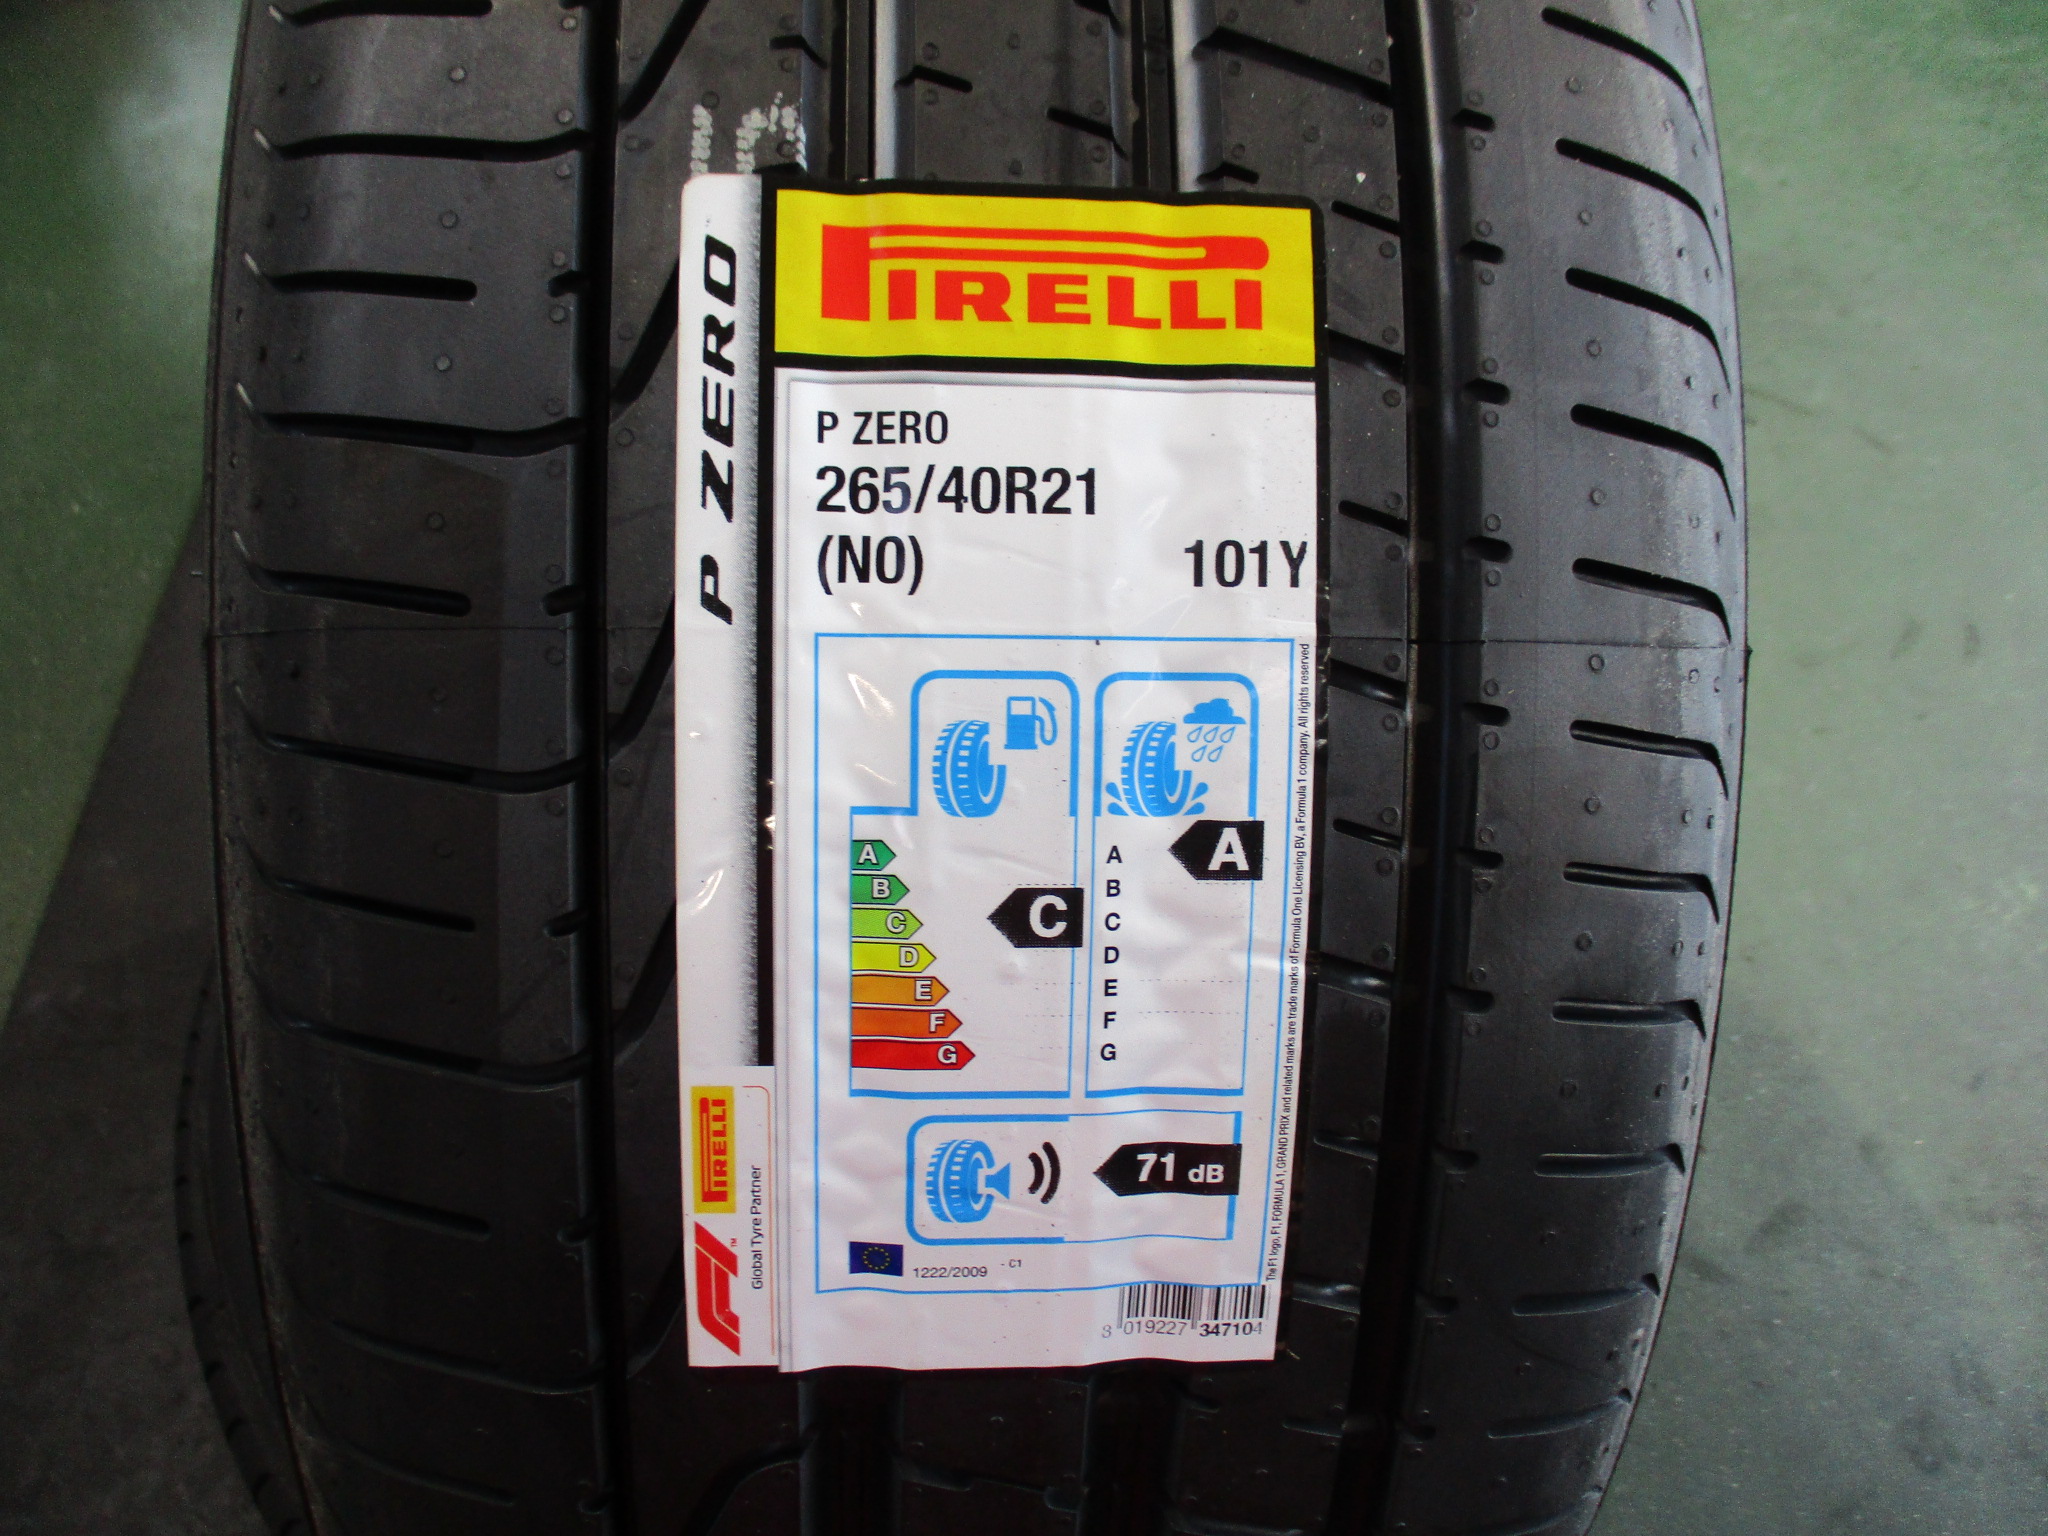 PIRELLI
P ZERO
P ZERO
265/40R21
(N0) 101Y
A
B
C
D
E
F
G
C
A
B
C
D
E
F
G
A
71 dB
1222/2009 - C1
3 019227 347104
The F1 logo, F1, FORMULA 1, GRAND PRIX and related marks are trade marks of Formula One Licensing BV, a Formula 1 company. All rights reserved
PIRELLI
F1™
Global Tyre Partner